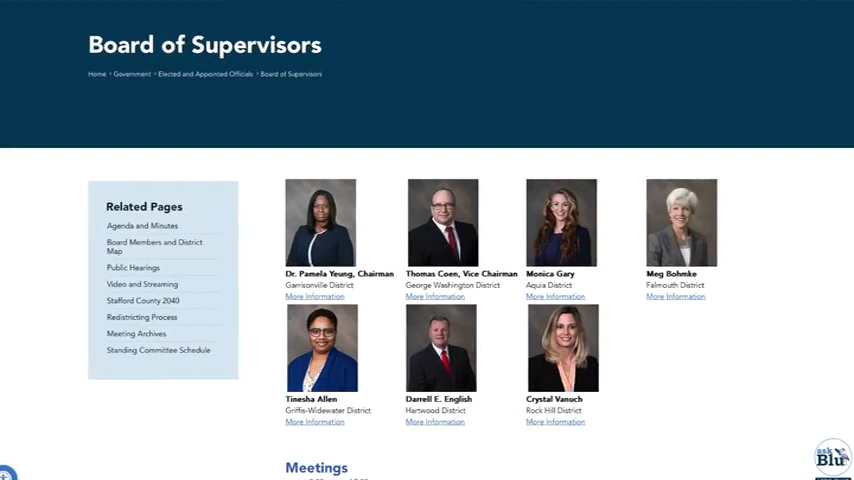 Board of Supervisors
Home › Government › Elected and Appointed Officials › Board of Supervisors
Related Pages
Agenda and Minutes
Board Members and District
Map
Public Hearings
Video and Streaming
Stafford County 2040
Redistricting Process
Meeting Archives
Standing Committee Schedule
Dr. Pamela Yeung, Chairman
Garrisonville District
More Information
Thomas Coen, Vice Chairman
George Washington District
More Information
Monica Gary
Aquia District
More Information
Meg Bohmke
Falmouth District
More Information
Tinesha Allen
Griffis-Widewater District
More Information
Darrell E. English
Hartwood District
More Information
Crystal Vanuch
Rock Hill District
More Information
Meetings
ask
Blu